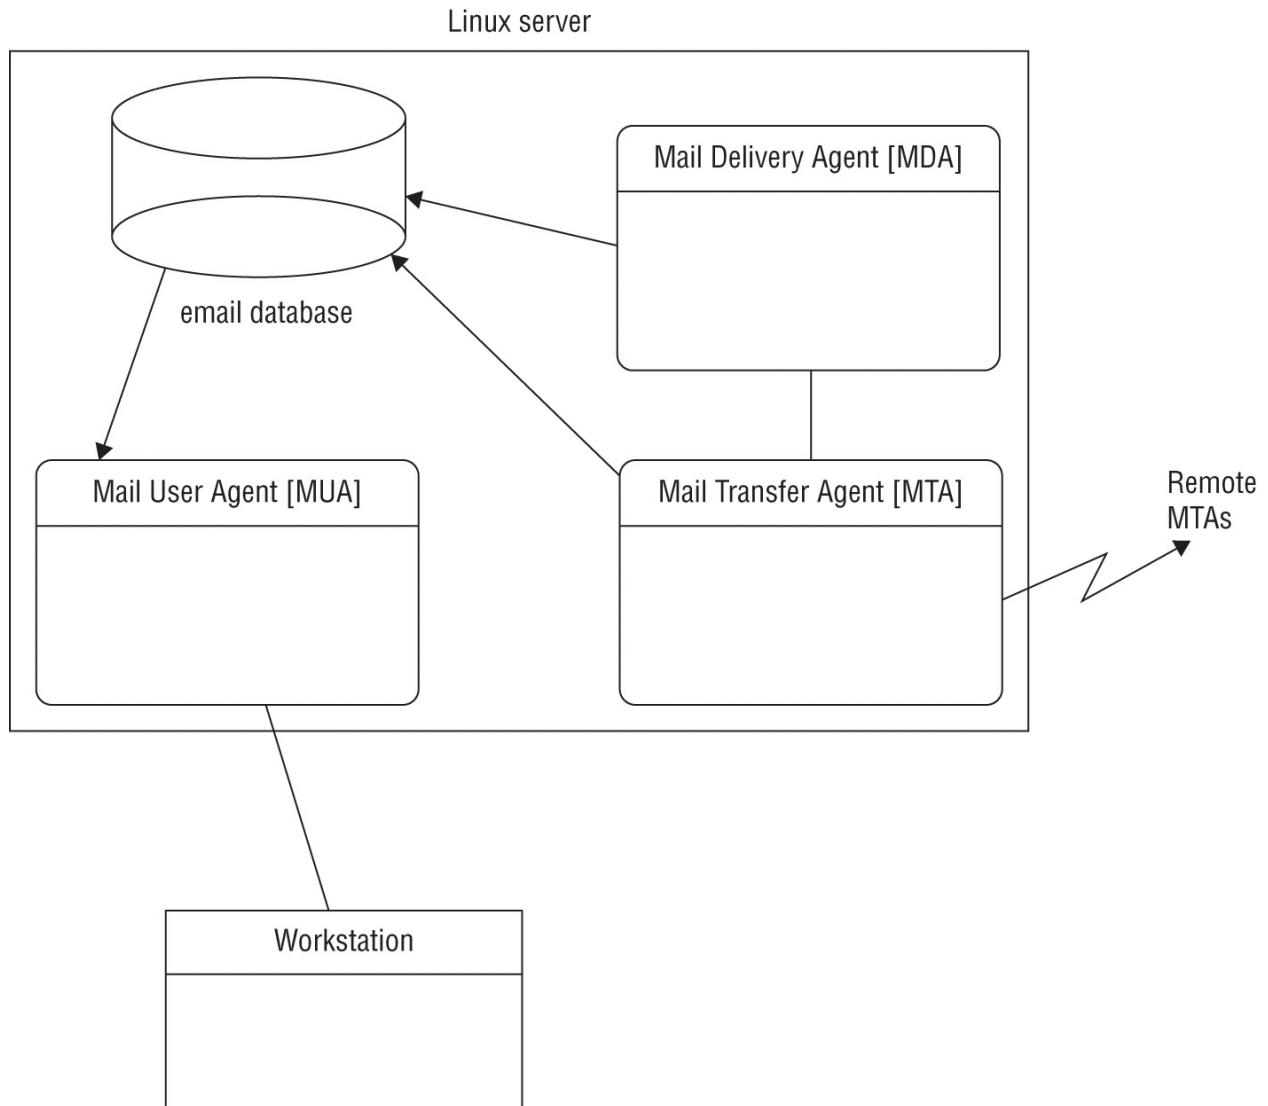 Linux server
Mail Delivery Agent [MDA]
email database
Mail User Agent [MUA]
Mail Transfer Agent [MTA]
Remote
MTAs
Workstation